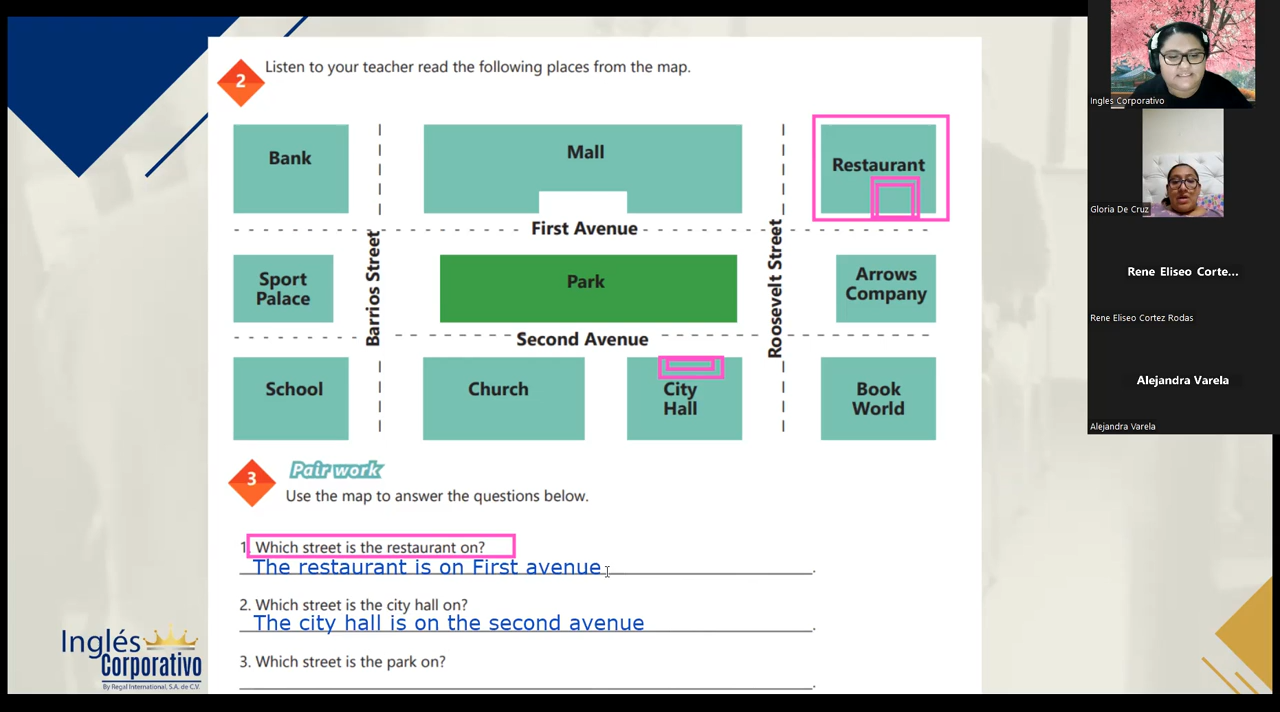 2
Listen to your teacher read the following places from the map.
Bank
Mall
Restaurant
First Avenue
Barrios Street
Roosevelt Street
Sport
Palace
Park
Arrows
Company
Second Avenue
School
Church
City
Hall
Book
World
3
Pair work
Use the map to answer the questions below.
1. Which street is the restaurant on?
The restaurant is on First avenue
2. Which street is the city hall on?
The city hall is on the second avenue
3. Which street is the park on?
Inglés
Corporativo
By Regal International, S.A. de C.V.
Ingles Corporativo
Gloria De Cruz
Rene Eliseo Corte...
Rene Eliseo Cortez Rodas
Alejandra Varela
Alejandra Varela